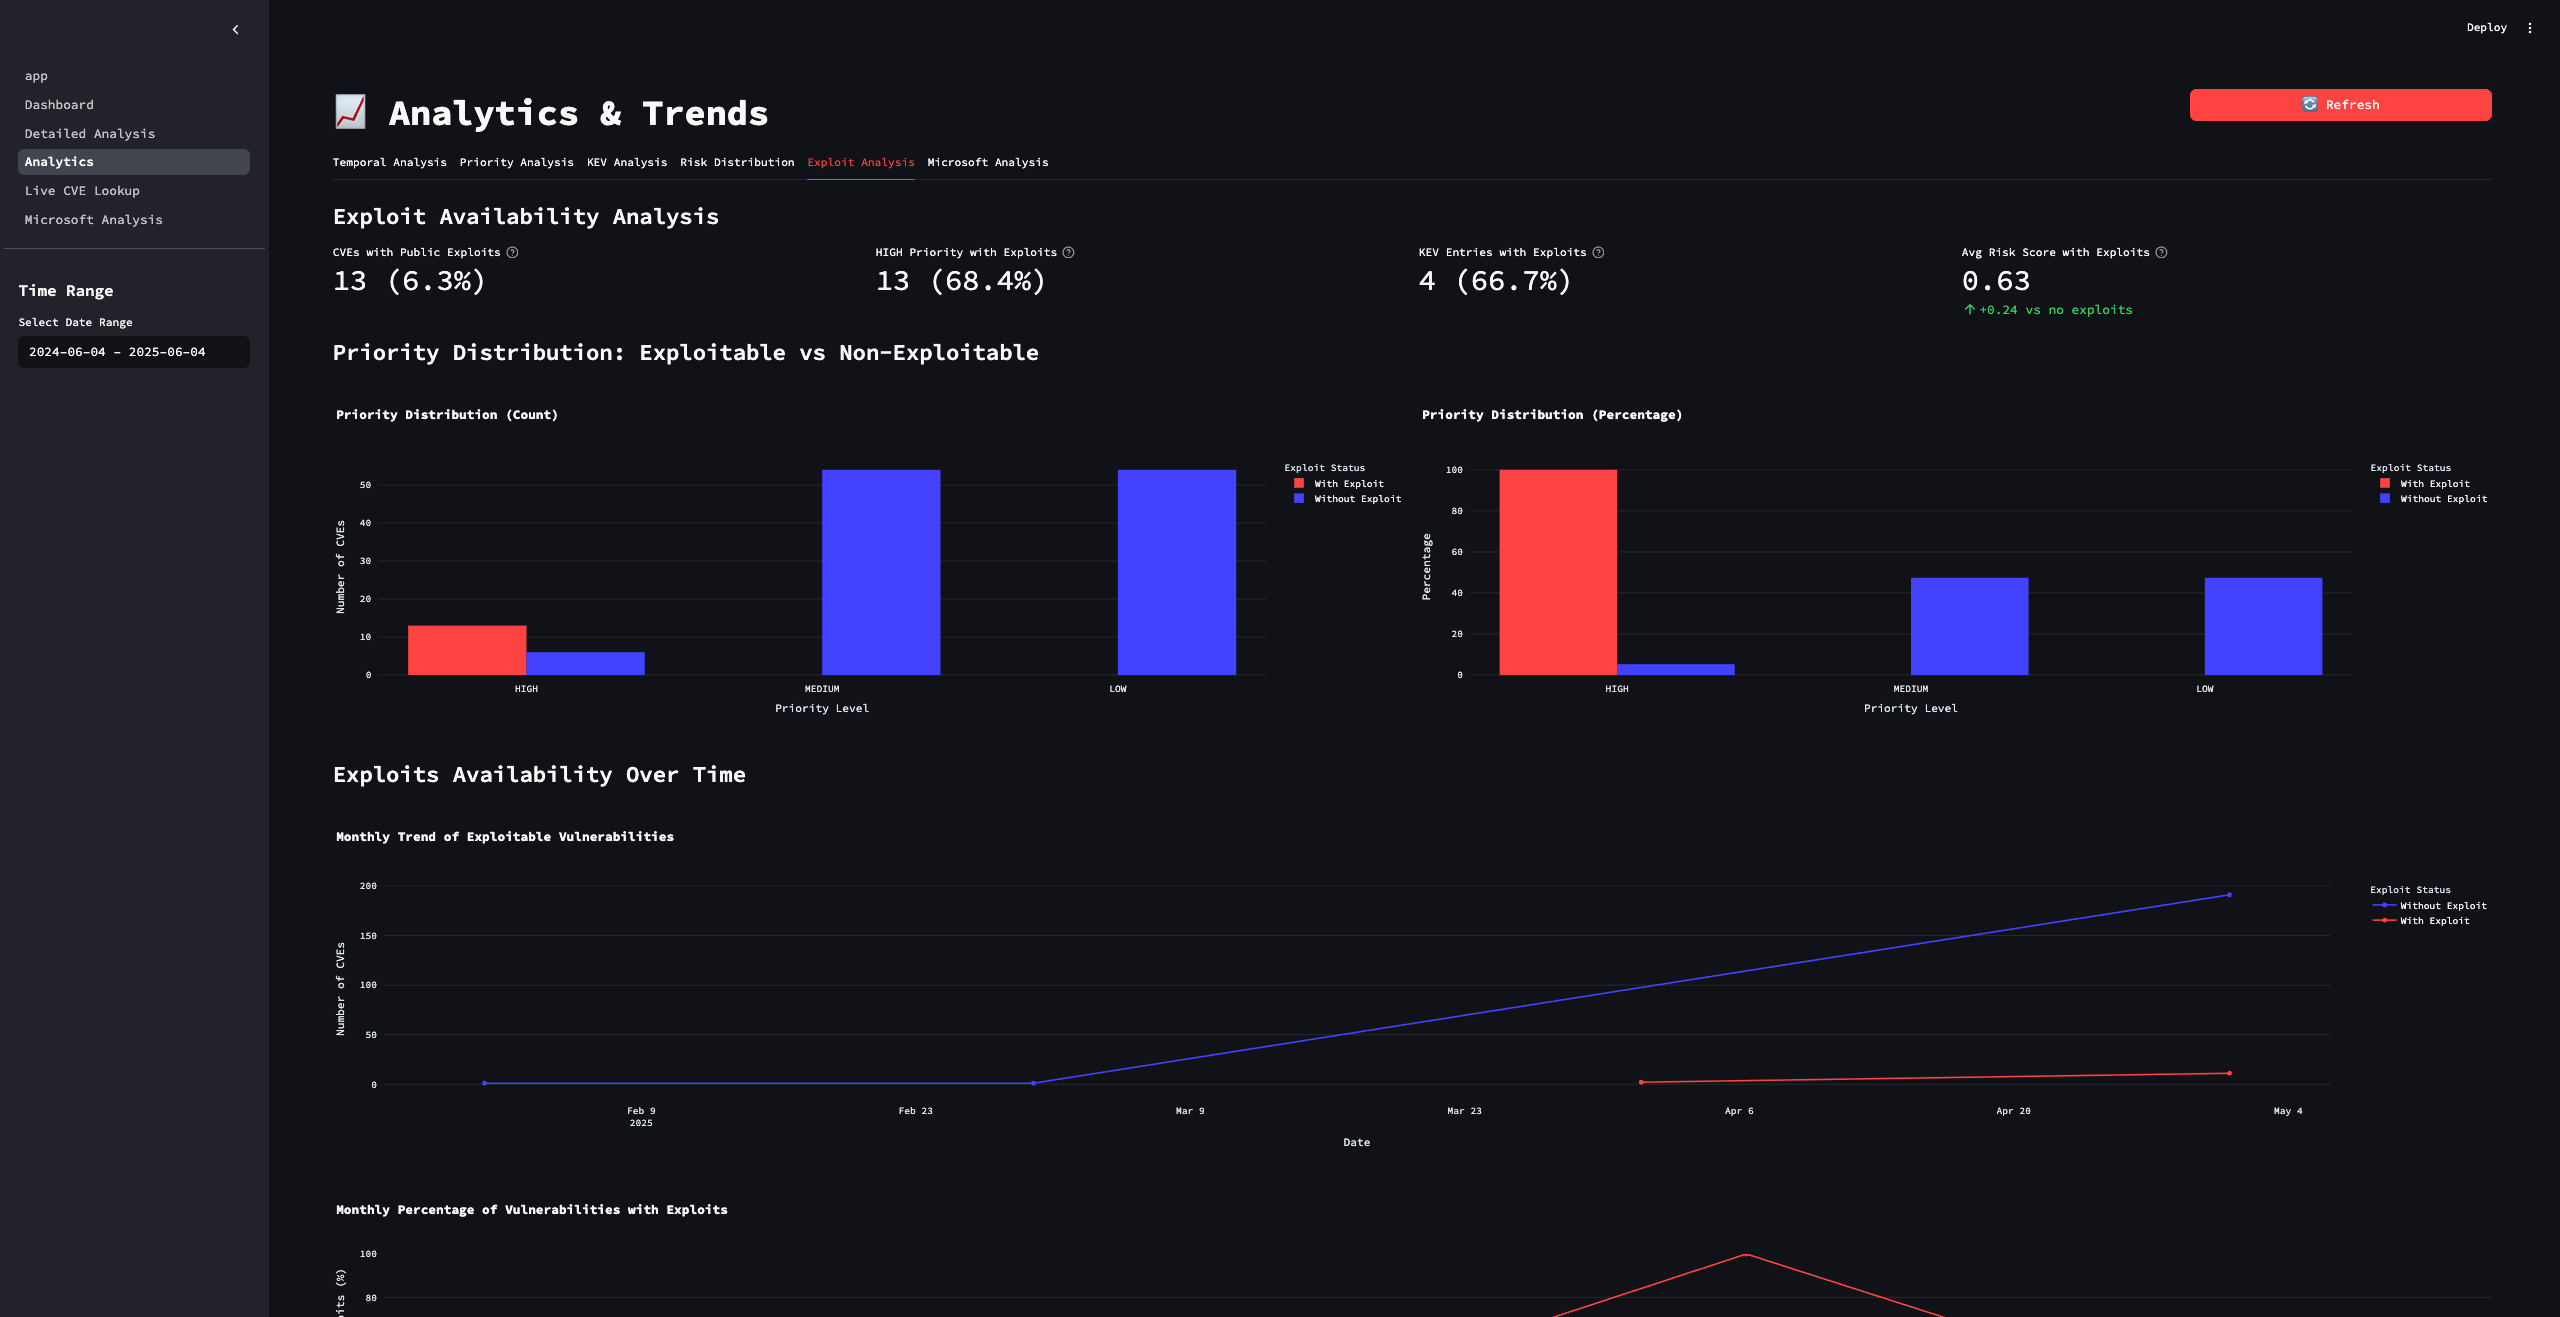 Deploy
app
Dashboard
Detailed Analysis
Analytics
Live CVE Lookup
Microsoft Analysis
Time Range
Select Date Range
2024-06-04 – 2025-06-04
Analytics & Trends
Refresh
Temporal Analysis Priority Analysis KEV Analysis Risk Distribution Exploit Analysis Microsoft Analysis
Exploit Availability Analysis
CVEs with Public Exploits
13 (6.3%)
HIGH Priority with Exploits
13 (68.4%)
KEV Entries with Exploits
4 (66.7%)
Avg Risk Score with Exploits
0.63
+0.24 vs no exploits
Priority Distribution: Exploitable vs Non-Exploitable
Priority Distribution (Count)
Number of CVEs
50
40
30
20
10
0
HIGH MEDIUM LOW
Priority Level
Exploit Status
With Exploit
Without Exploit
Priority Distribution (Percentage)
Percentage
100
80
60
40
20
0
HIGH MEDIUM LOW
Priority Level
Exploit Status
With Exploit
Without Exploit
Exploits Availability Over Time
Monthly Trend of Exploitable Vulnerabilities
Number of CVEs
200
150
100
50
0
Feb 9 Feb 23 Mar 9 Mar 23 Apr 6 Apr 20 May 4
2025
Date
Exploit Status
Without Exploit
With Exploit
Monthly Percentage of Vulnerabilities with Exploits
100
80
(%)